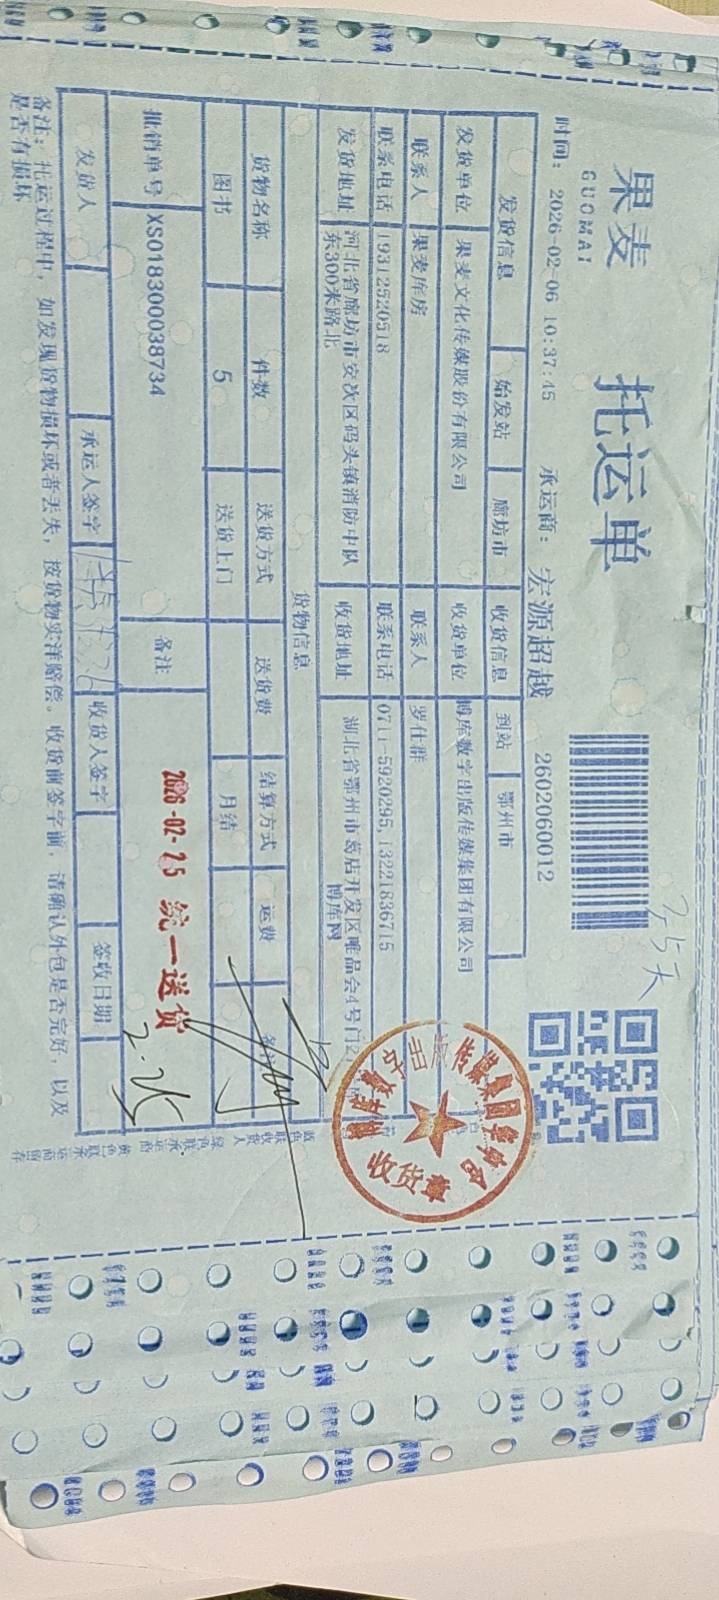 果麦 托运单
GUOMAI
时间：2026-02-06 10:37:45 承运商：宏源超越 2602060012
25天
发货信息 始发站 廊坊市 收货信息 到站 鄂州市
发货单位 果麦文化传媒股份有限公司 收货单位 博库数字出版传媒集团有限公司
联系人 果麦库房 联系人 罗仕群
联系电话 19312520518 联系电话 0711-5920295,13221836715
发货地址 河北省廊坊市安次区码头镇消防中队东300米路北 收货地址 湖北省鄂州市葛店开发区唯品会4号门2 博库网
货物信息
货物名称 件数 送货方式 送货费 结算方式 运费 备注
图书 5 送货上门 月结
批销单号 XS018300038734 备注
2026-02-25 统一送货
发货人 承运人签字 收货人签字 签收日期 2.25
备注：托运过程中，如发现货物损坏或者丢失，按货物实洋赔偿。收货前签字前，请确认外包是否完好，以及
是否有损坏
收货章